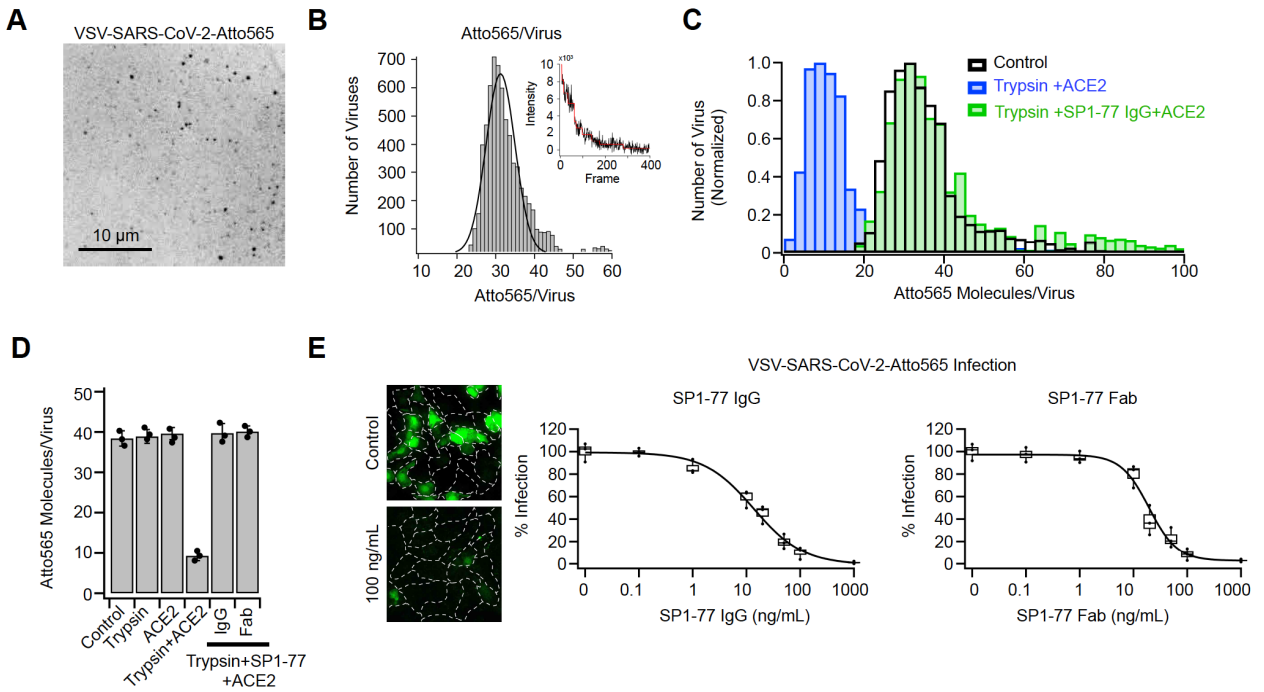 A
VSV-SARS-CoV-2-Atto565
10 µm
B
Atto565/Virus
Number of Viruses
700
600
500
400
300
200
100
10 20 30 40 50 60
Atto565/Virus
x10³
Intensity
10
8
6
4
2
0
0 200 400
Frame
C
Number of Virus
(Normalized)
1.0
0.8
0.6
0.4
0.2
0
0 20 40 60 80 100
Atto565 Molecules/Virus
Control
Trypsin +ACE2
Trypsin +SP1-77 IgG+ACE2
D
Atto565 Molecules/Virus
50
40
30
20
10
0
Control
Trypsin
ACE2
Trypsin+ACE2
IgG
Fab
Trypsin+SP1-77
+ACE2
E
VSV-SARS-CoV-2-Atto565 Infection
Control
100 ng/mL
SP1-77 IgG
% Infection
120
100
80
60
40
20
0
0 0.1 1 10 100 1000
SP1-77 IgG (ng/mL)
SP1-77 Fab
% Infection
120
100
80
60
40
20
0
0 0.1 1 10 100 1000
SP1-77 Fab (ng/mL)